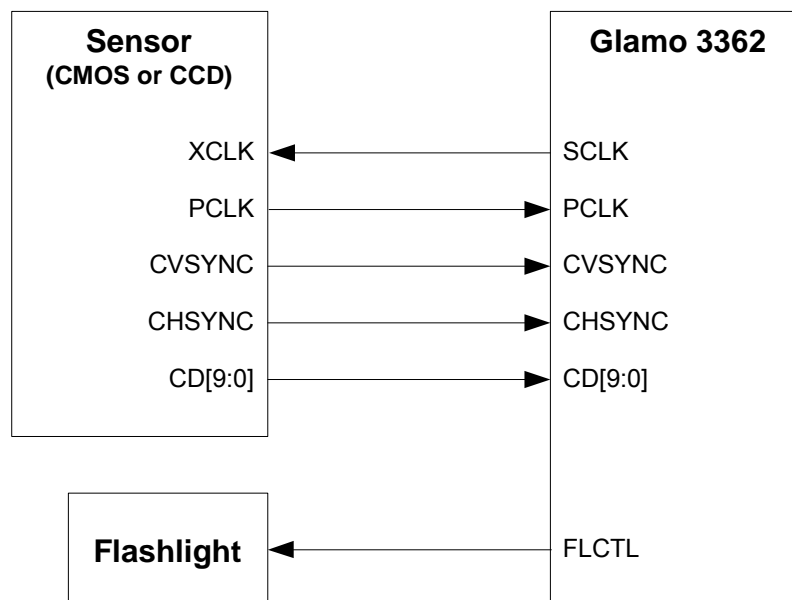 Sensor
(CMOS or CCD)
XCLK
PCLK
CVSYNC
CHSYNC
CD[9:0]
Glamo 3362
SCLK
PCLK
CVSYNC
CHSYNC
CD[9:0]
FLCTL
Flashlight